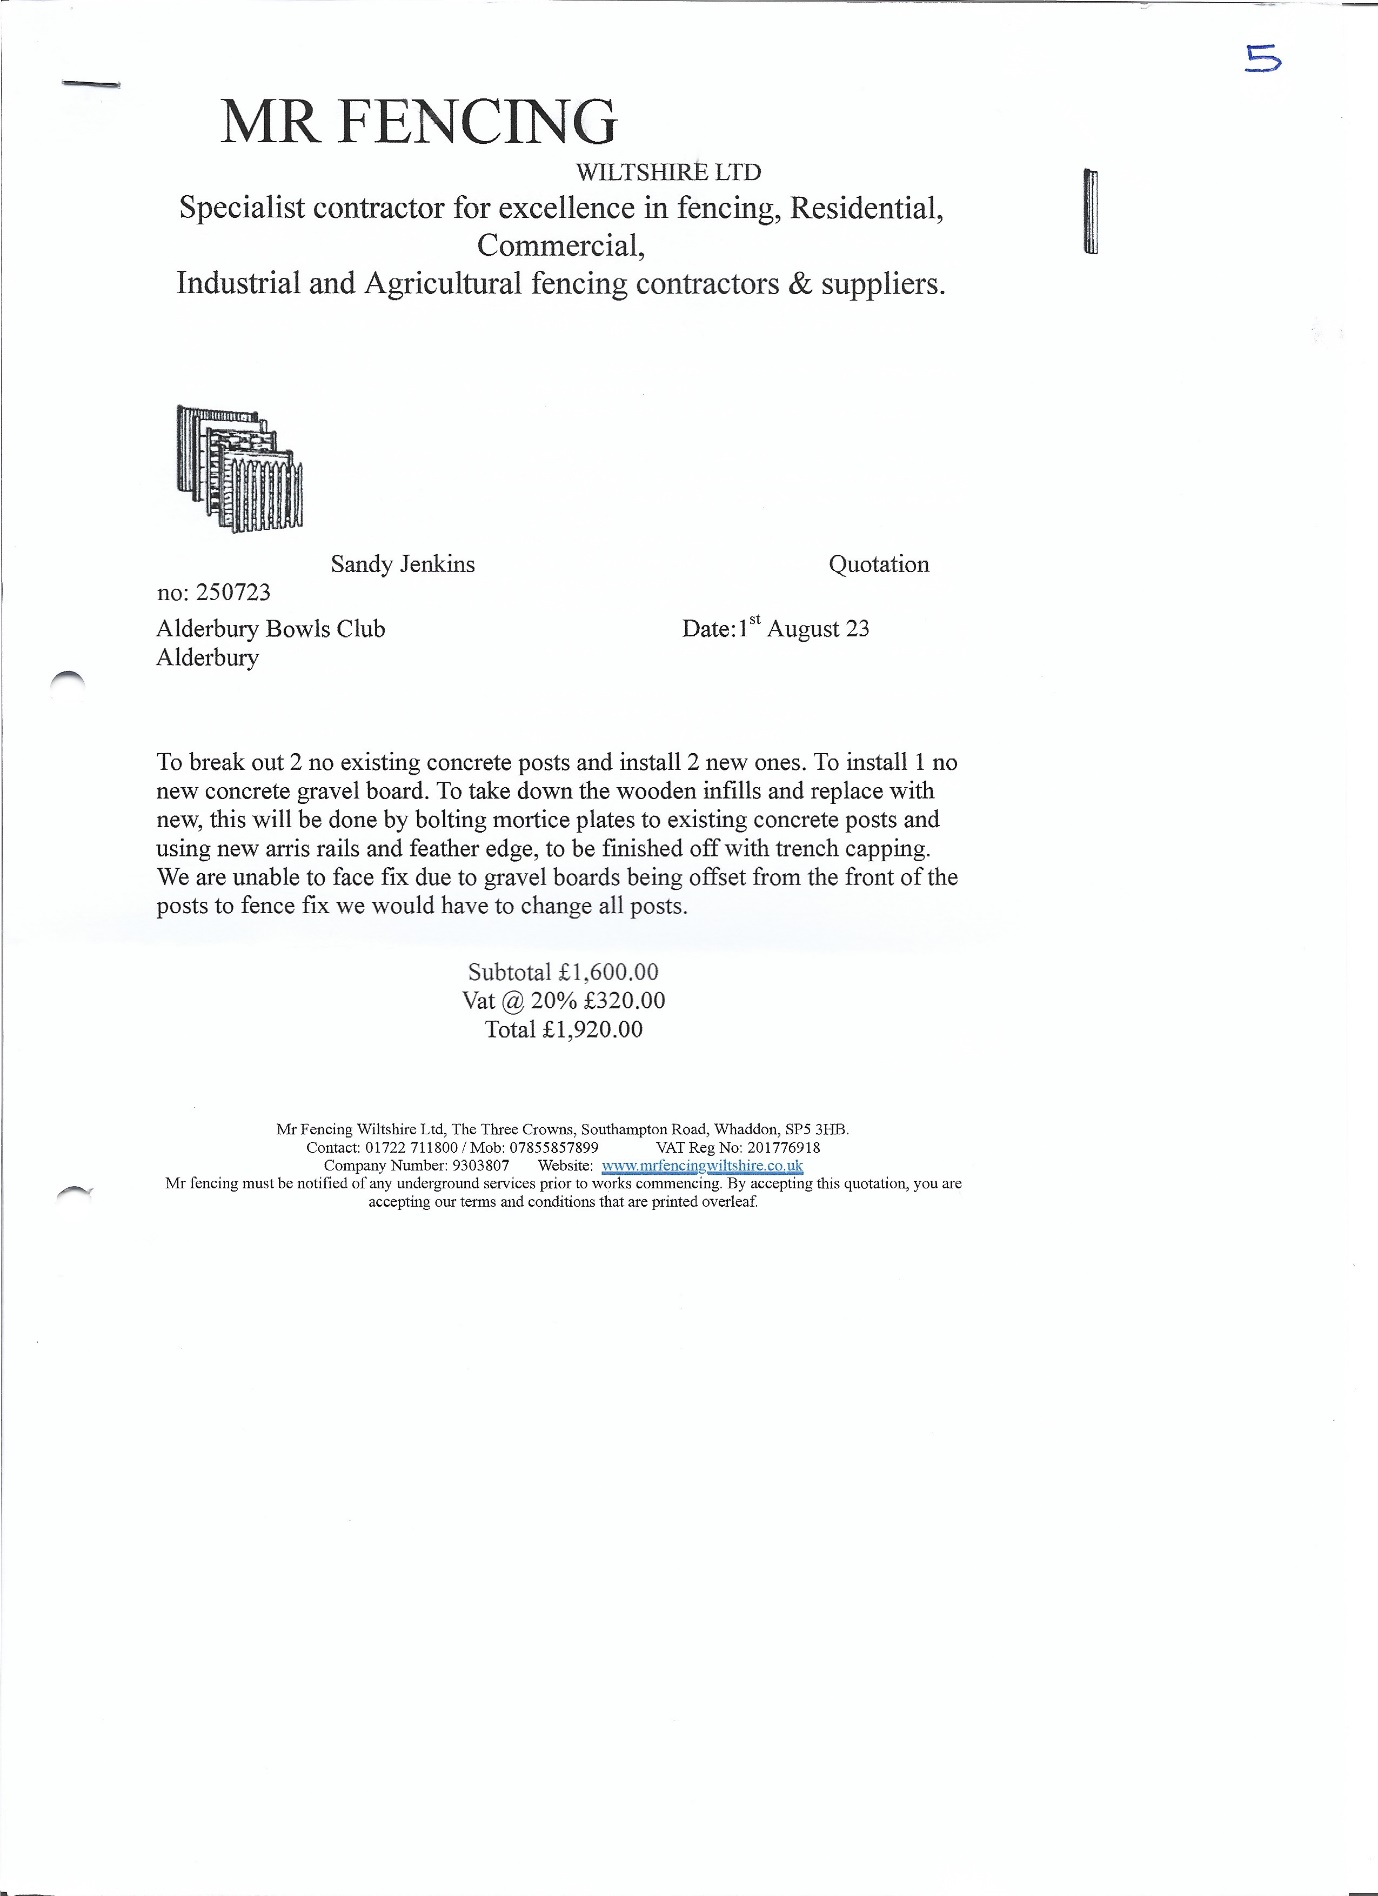 5
MR FENCING
WILTSHIRE LTD
Specialist contractor for excellence in fencing, Residential,
Commercial,
Industrial and Agricultural fencing contractors & suppliers.
Sandy Jenkins Quotation
no: 250723
Alderbury Bowls Club Date:1st August 23
Alderbury
To break out 2 no existing concrete posts and install 2 new ones. To install 1 no
new concrete gravel board. To take down the wooden infills and replace with
new, this will be done by bolting mortice plates to existing concrete posts and
using new arris rails and feather edge, to be finished off with trench capping.
We are unable to face fix due to gravel boards being offset from the front of the
posts to fence fix we would have to change all posts.
Subtotal £1,600.00
Vat @ 20% £320.00
Total £1,920.00
Mr Fencing Wiltshire Ltd, The Three Crowns, Southampton Road, Whaddon, SP5 3HB.
Contact: 01722 711800 / Mob: 07855857899 VAT Reg No: 201776918
Company Number: 9303807 Website: www.mrfencingwiltshire.co.uk
Mr fencing must be notified of any underground services prior to works commencing. By accepting this quotation, you are
accepting our terms and conditions that are printed overleaf.